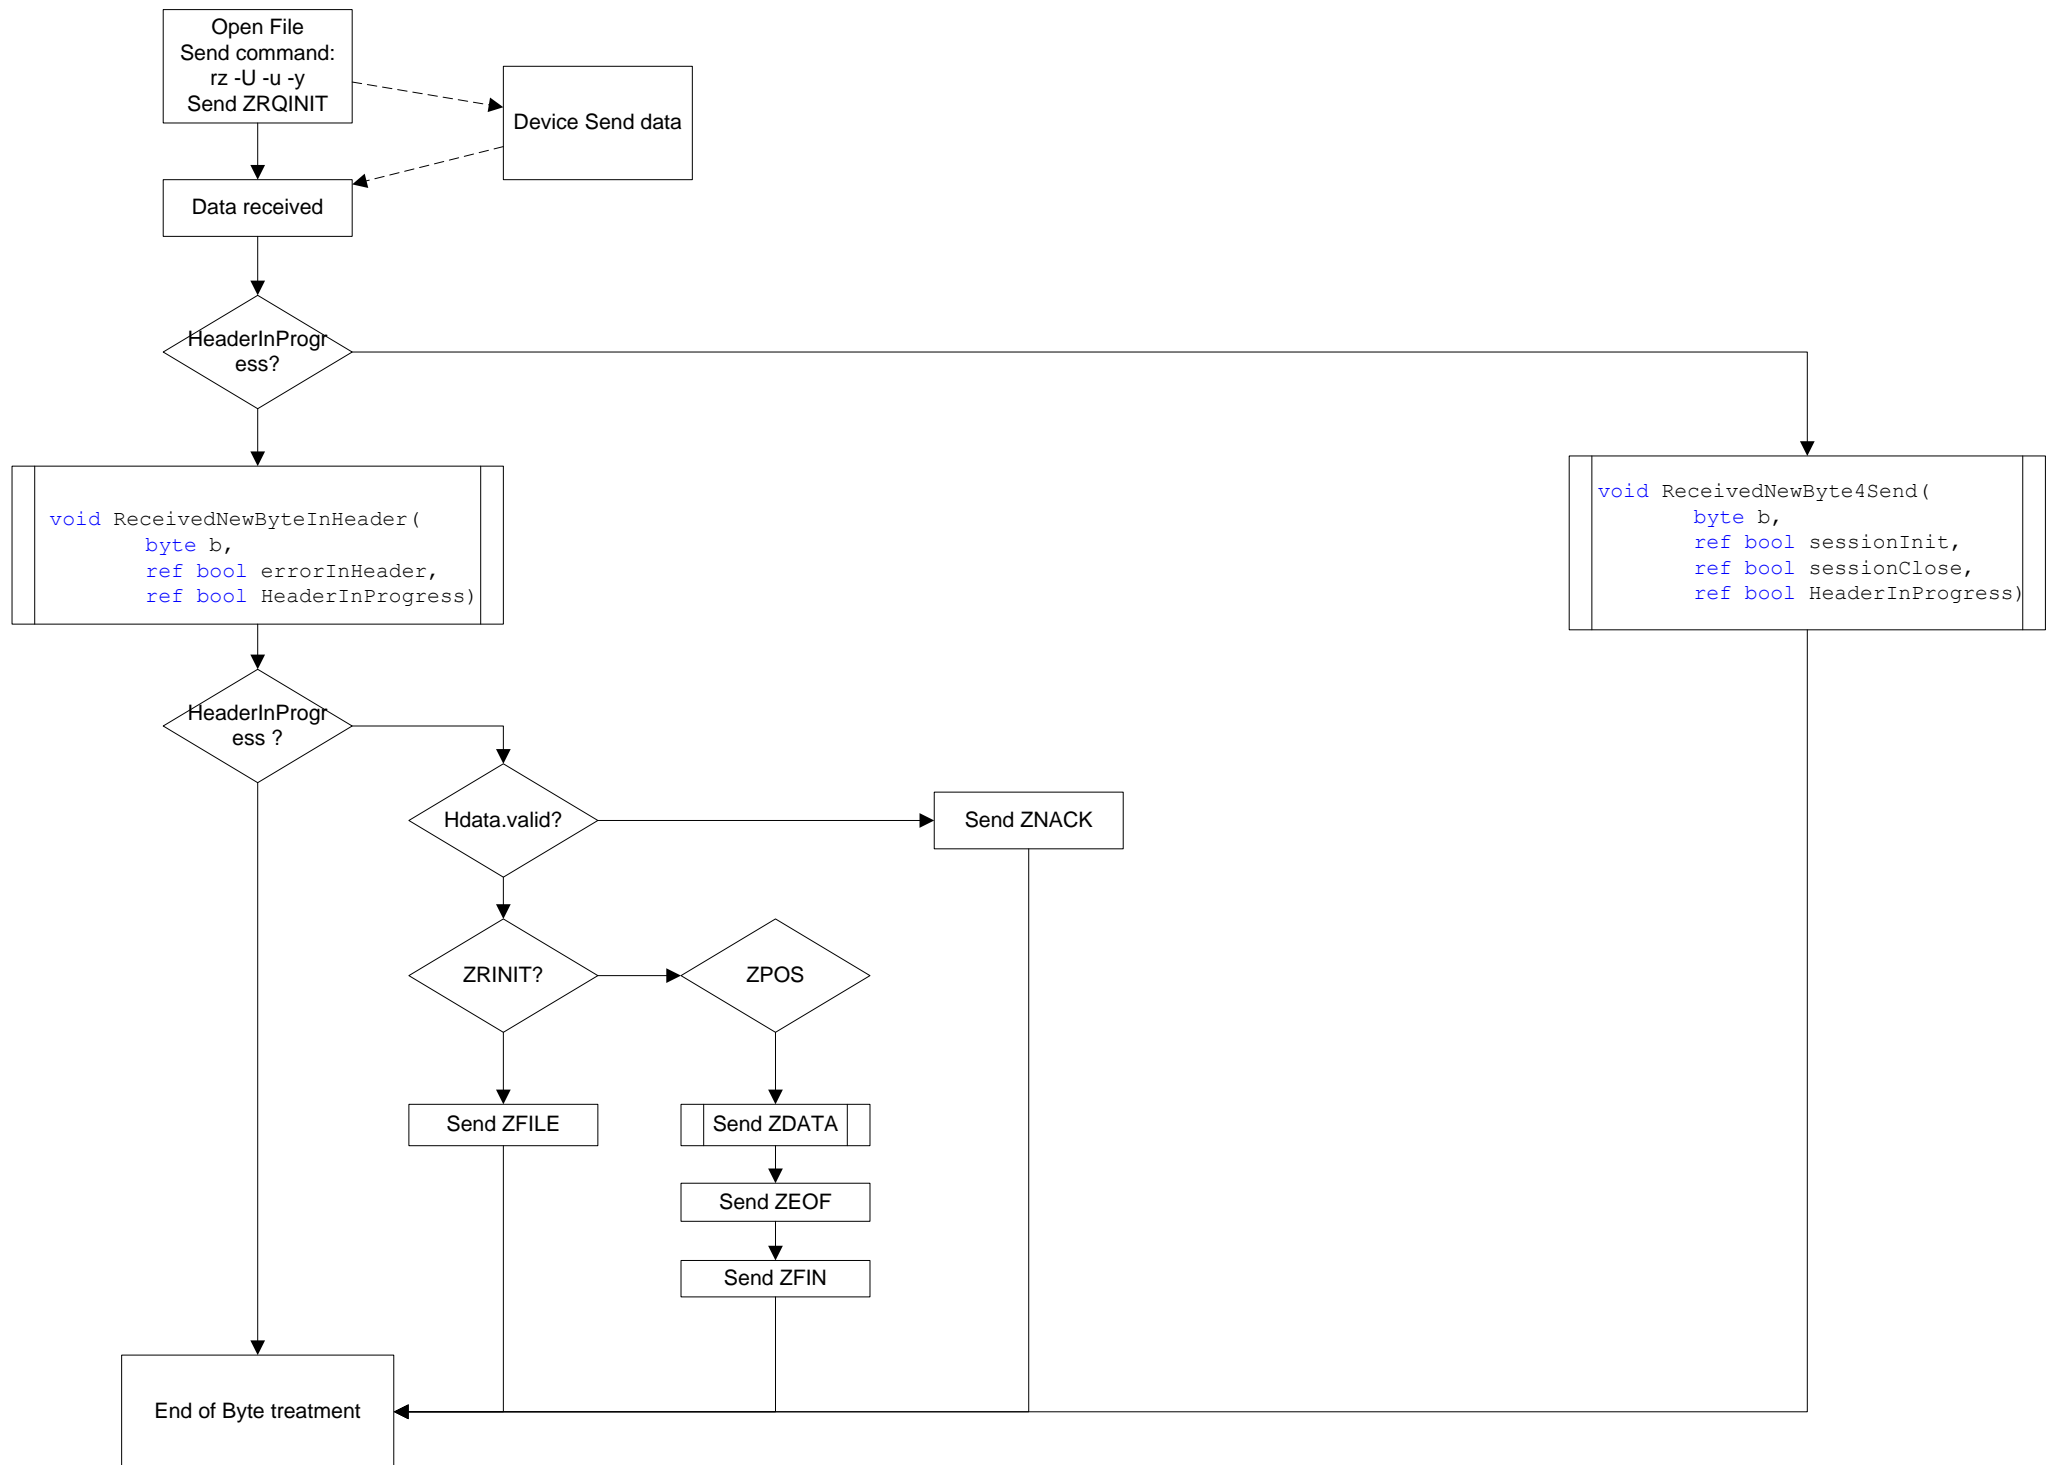 Open File
Send command:
rz -U -u -y
Send ZRQINIT
Device Send data
Data received
HeaderInProgr
ess?
void ReceivedNewByteInHeader(
byte b,
ref bool errorInHeader,
ref bool HeaderInProgress)
void ReceivedNewByte4Send(
byte b,
ref bool sessionInit,
ref bool sessionClose,
ref bool HeaderInProgress)
HeaderInProgr
ess ?
Hdata.valid?
Send ZNACK
ZRINIT?
ZPOS
Send ZFILE
Send ZDATA
Send ZEOF
Send ZFIN
End of Byte treatment